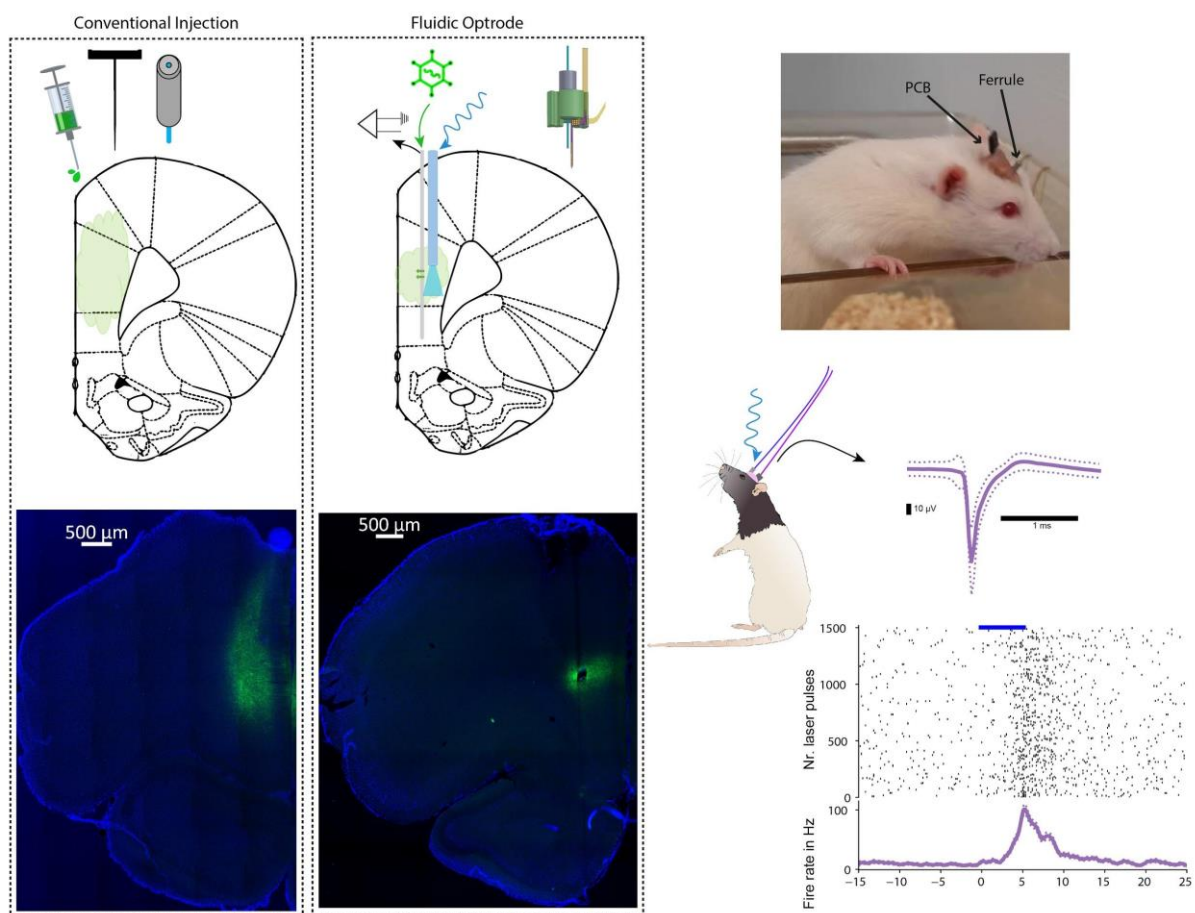 Conventional Injection
Fluidic Optrode
PCB
Ferrule
500 µm
500 µm
10 µV
1 ms
Nr. laser pulses
1500
1000
500
0
Fire rate in Hz
100
0
−15
−10
−5
0
5
10
15
20
25